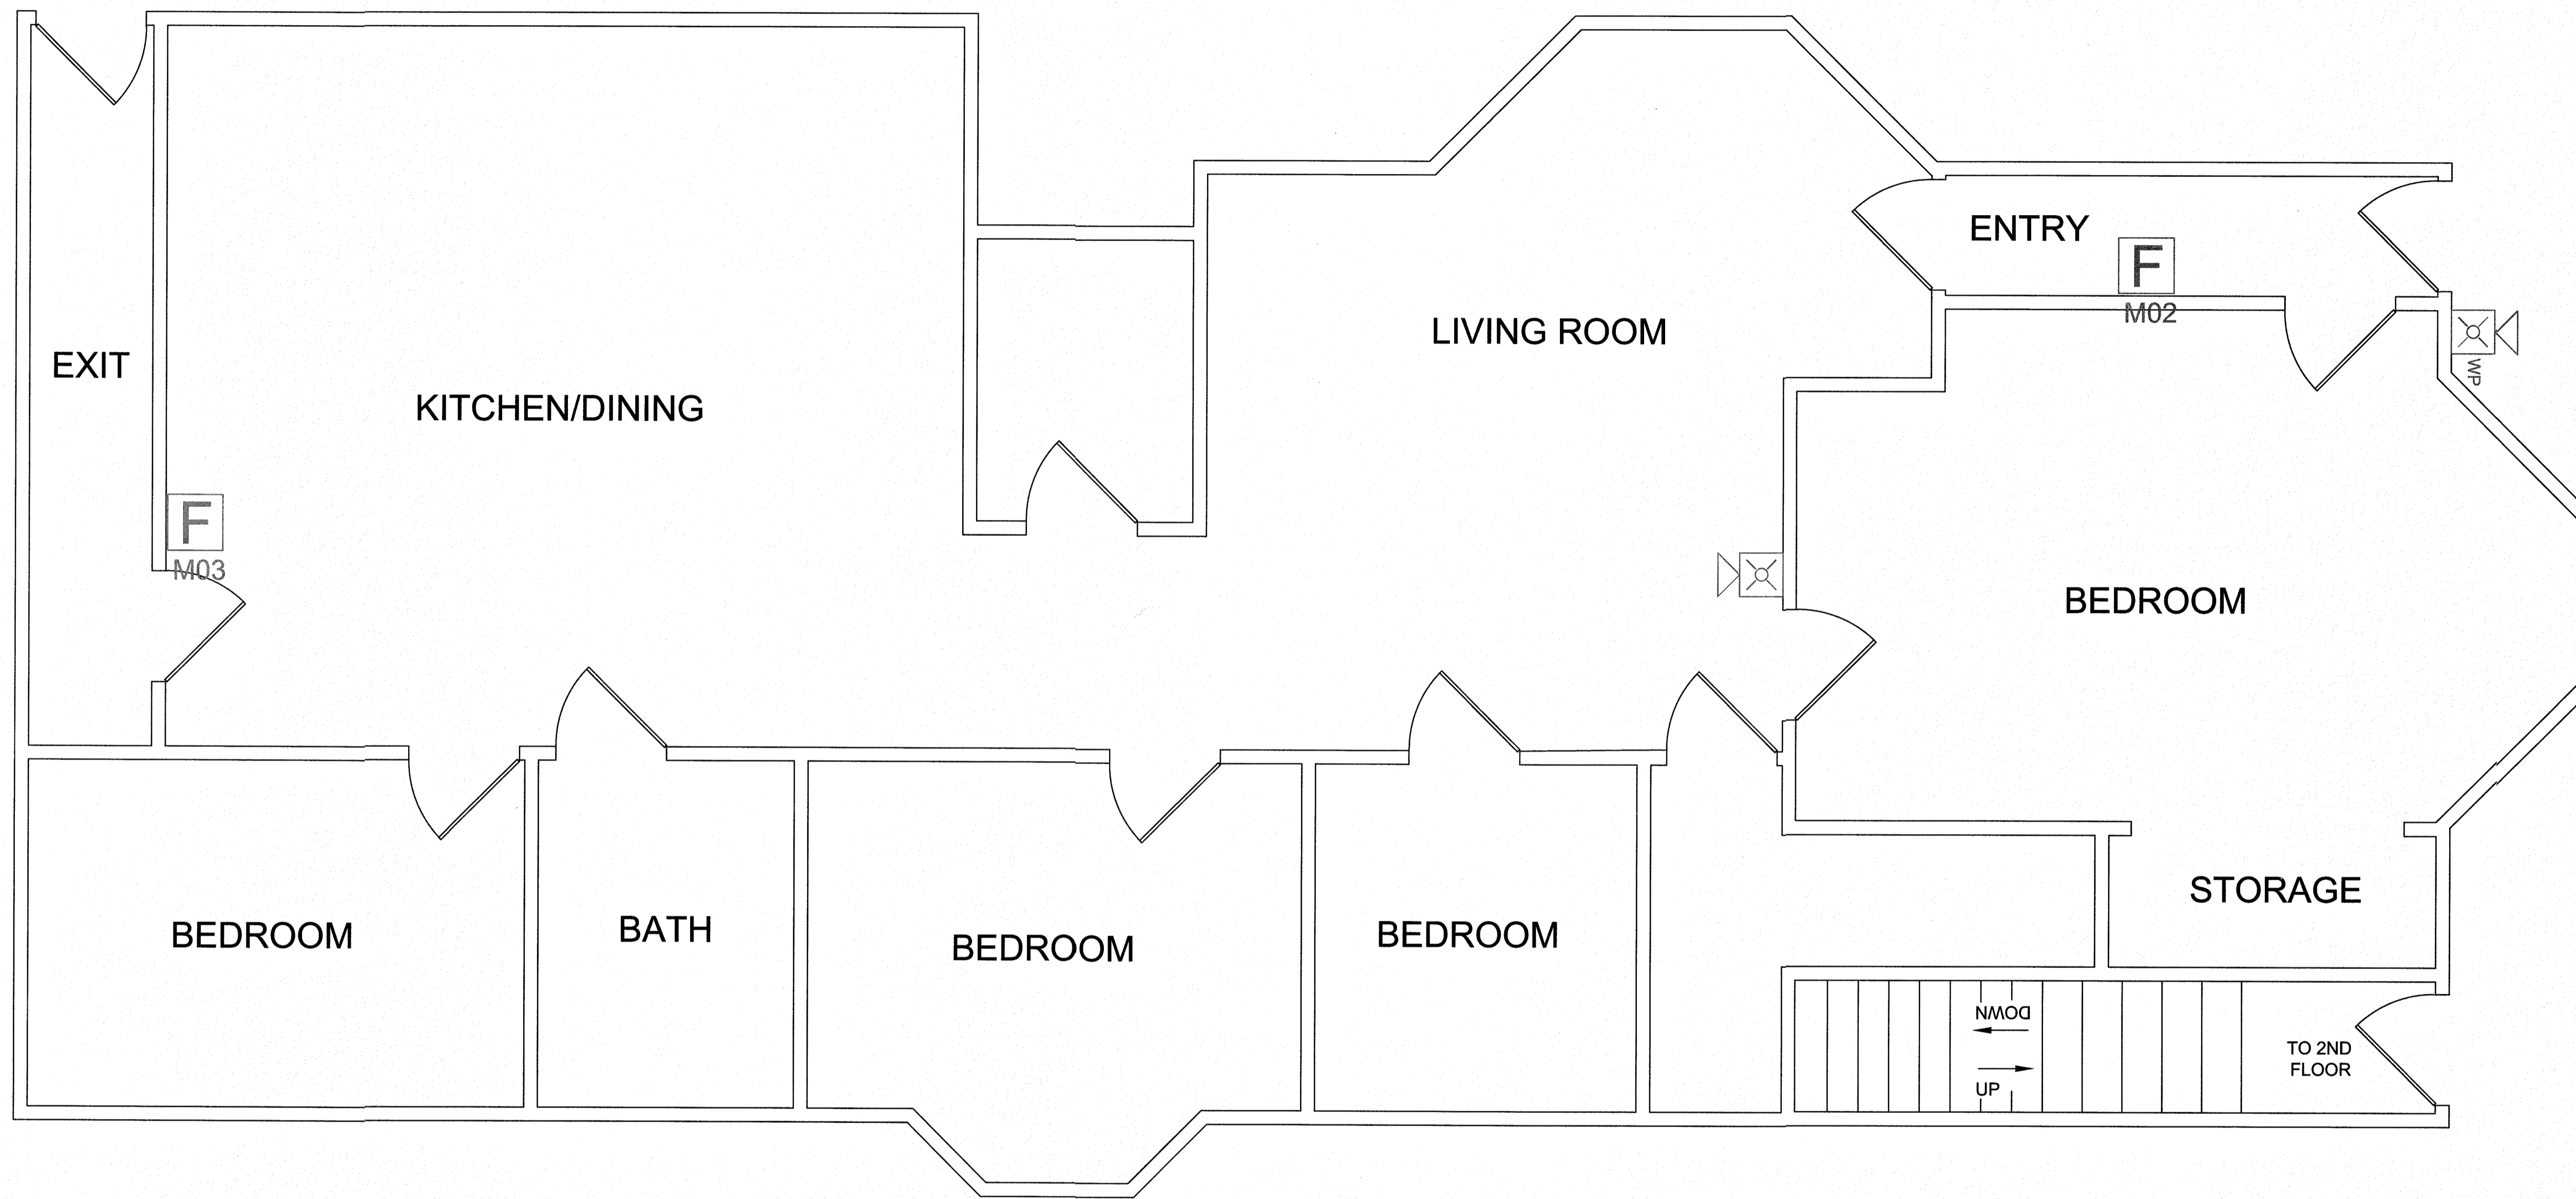 ENTRY
F
M02
LIVING ROOM
EXIT
KITCHEN/DINING
WP
F
M03
BEDROOM
BEDROOM
BATH
BEDROOM
BEDROOM
STORAGE
DOWN
UP
TO 2ND
FLOOR